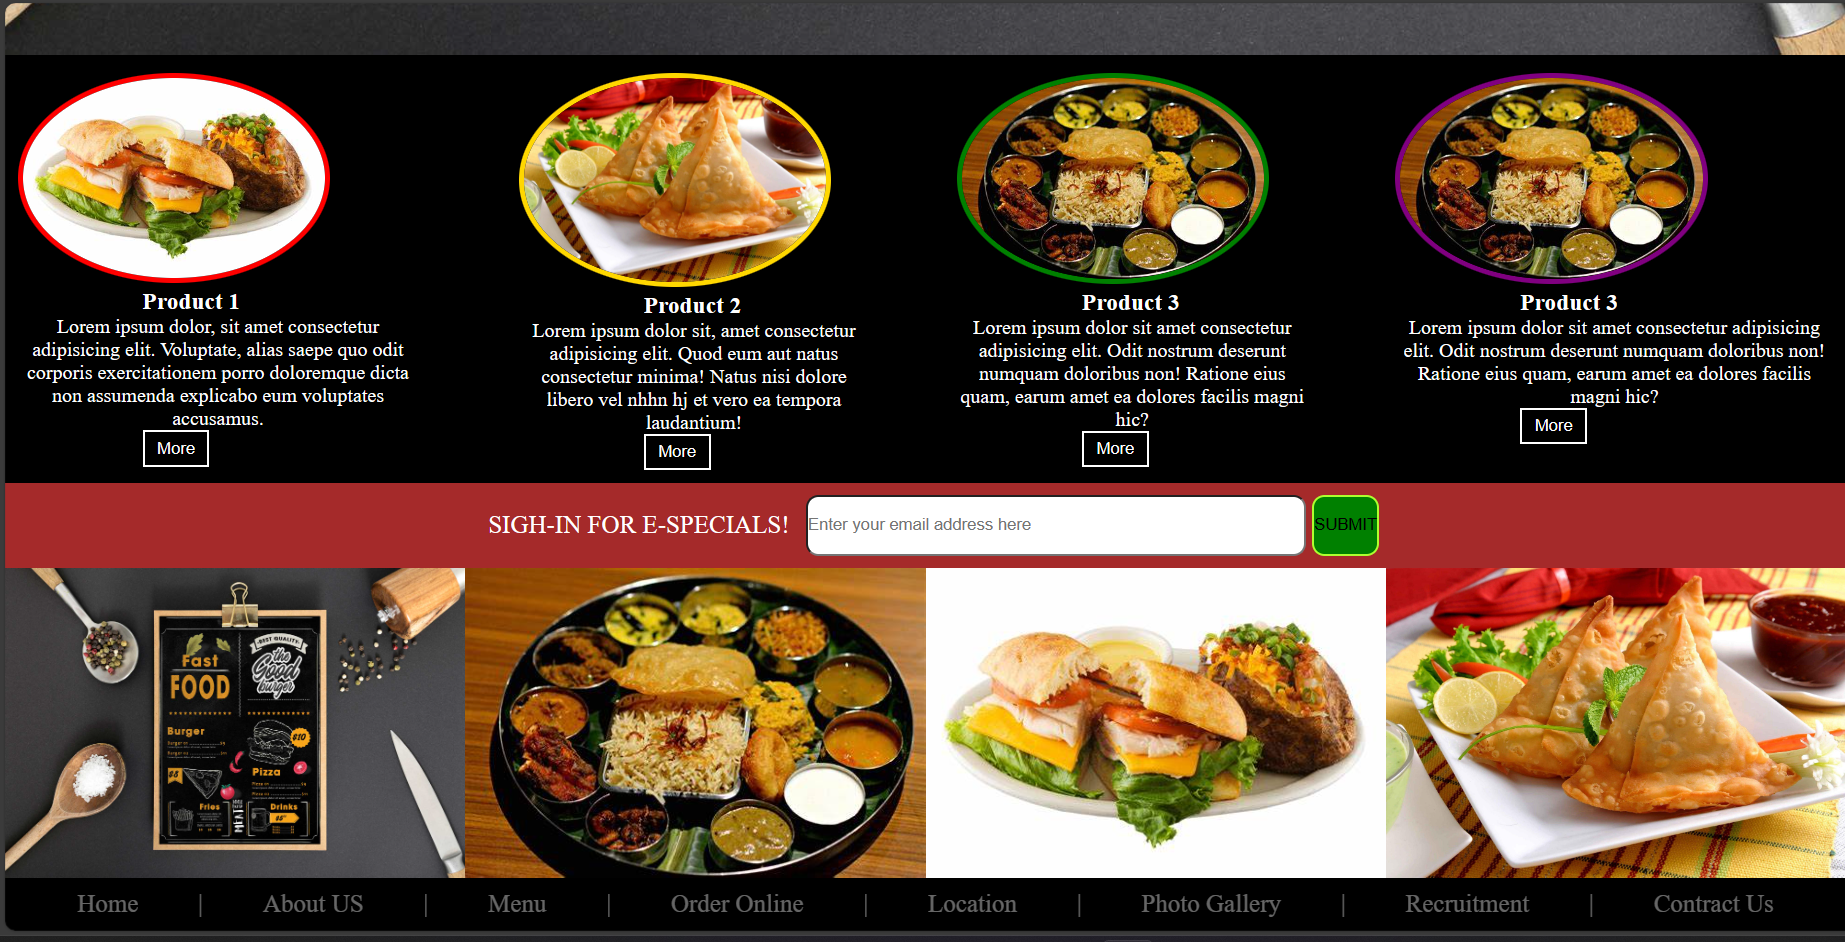 Product 1
Lorem ipsum dolor, sit amet consectetur
adipisicing elit. Voluptate, alias saepe quo odit
corporis exercitationem porro doloremque dicta
non assumenda explicabo eum voluptates
accusamus.
More
Product 2
Lorem ipsum dolor sit, amet consectetur
adipisicing elit. Quod eum aut natus
consectetur minima! Natus nisi dolore
libero vel nhhn hj et vero ea tempora
laudantium!
More
Product 3
Lorem ipsum dolor sit amet consectetur
adipisicing elit. Odit nostrum deserunt
numquam doloribus non! Ratione eius
quam, earum amet ea dolores facilis magni
hic?
More
Product 3
Lorem ipsum dolor sit amet consectetur adipisicing
elit. Odit nostrum deserunt numquam doloribus non!
Ratione eius quam, earum amet ea dolores facilis
magni hic?
More
SIGH-IN FOR E-SPECIALS!
Enter your email address here
SUBMIT
Fast
FOOD
BEST QUALITY
the
Good
burger
Burger
$10
$8
Pizza
Fries
MEAT
Drinks
$5
Home | About US | Menu | Order Online | Location | Photo Gallery | Recruitment | Contract Us